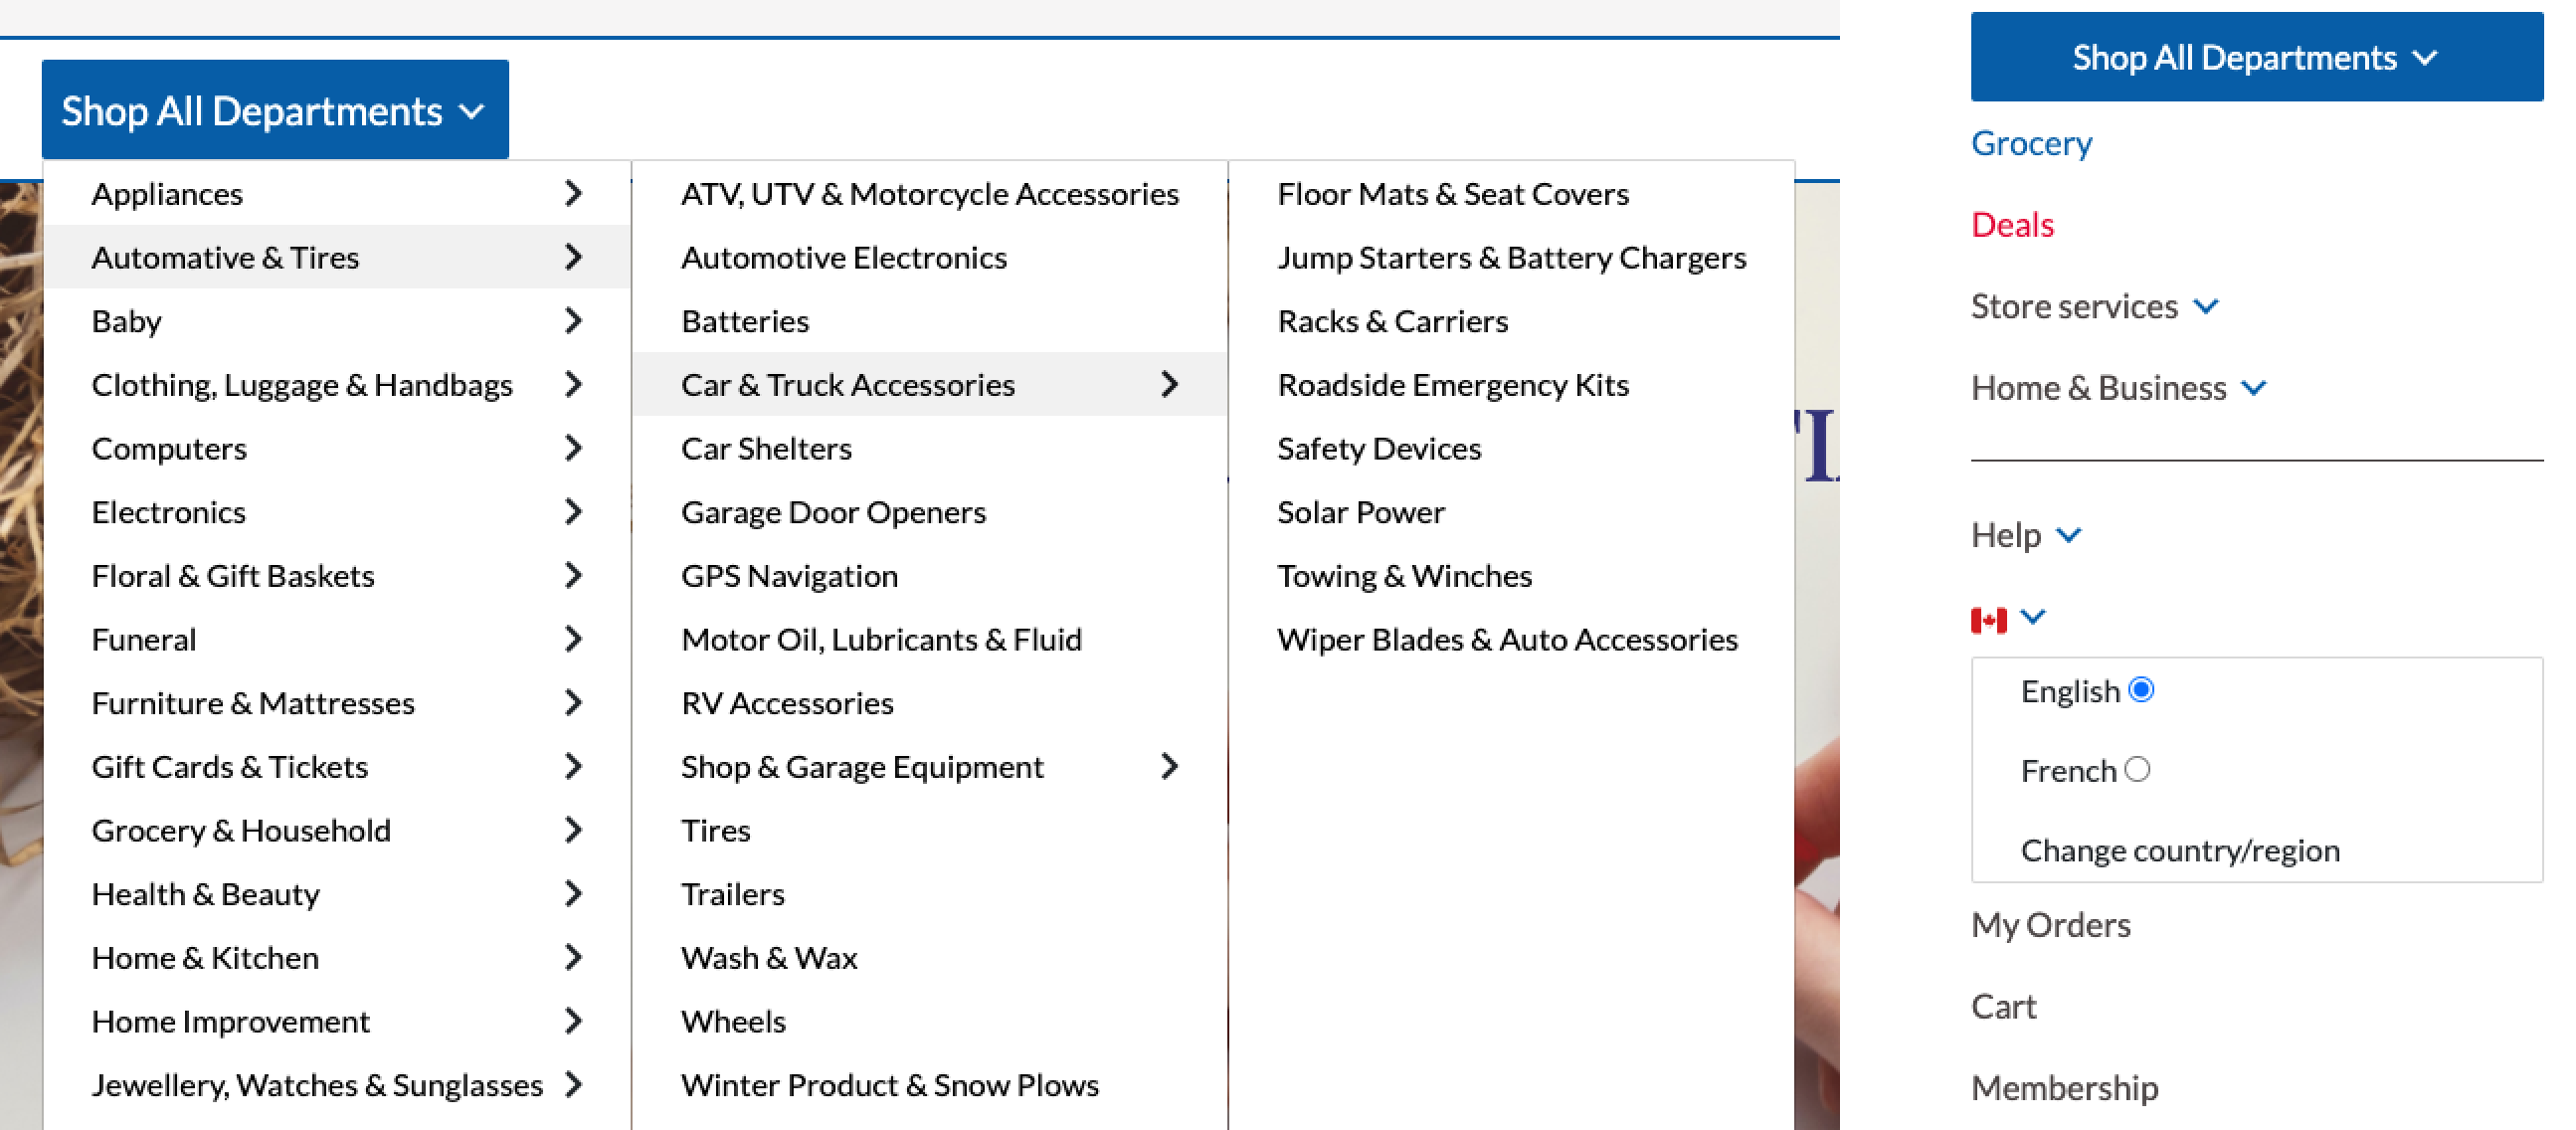 Shop All Departments
Appliances
Automative & Tires
Baby
Clothing, Luggage & Handbags
Computers
Electronics
Floral & Gift Baskets
Funeral
Furniture & Mattresses
Gift Cards & Tickets
Grocery & Household
Health & Beauty
Home & Kitchen
Home Improvement
Jewellery, Watches & Sunglasses
ATV, UTV & Motorcycle Accessories
Automotive Electronics
Batteries
Car & Truck Accessories
Car Shelters
Garage Door Openers
GPS Navigation
Motor Oil, Lubricants & Fluid
RV Accessories
Shop & Garage Equipment
Tires
Trailers
Wash & Wax
Wheels
Winter Product & Snow Plows
Floor Mats & Seat Covers
Jump Starters & Battery Chargers
Racks & Carriers
Roadside Emergency Kits
Safety Devices
Solar Power
Towing & Winches
Wiper Blades & Auto Accessories
Shop All Departments
Grocery
Deals
Store services
Home & Business
Help
English
French
Change country/region
My Orders
Cart
Membership